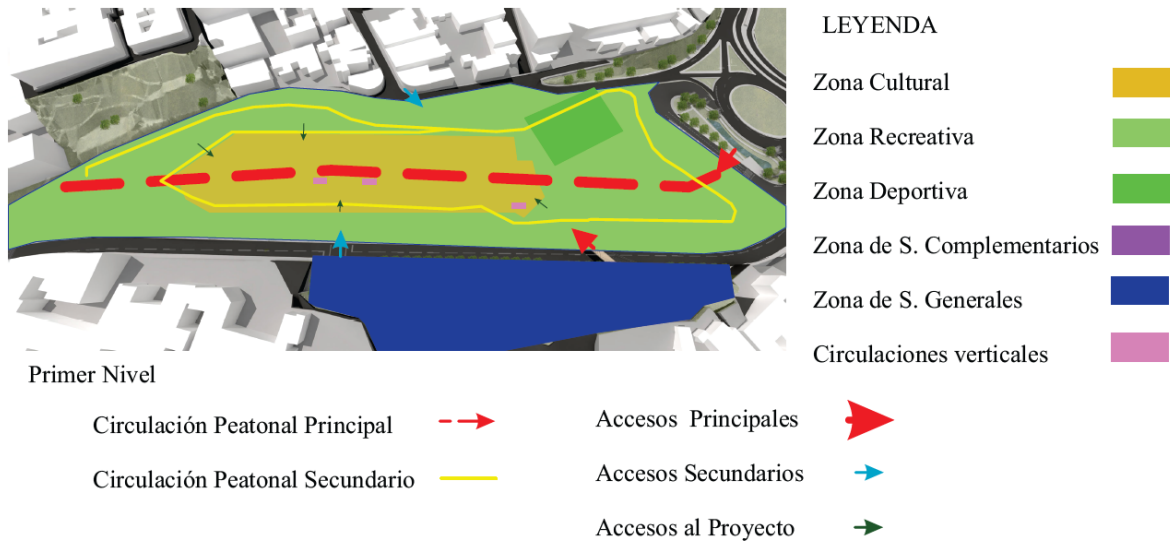 LEYENDA
Zona Cultural
Zona Recreativa
Zona Deportiva
Zona de S. Complementarios
Zona de S. Generales
Circulaciones verticales
Primer Nivel
Circulación Peatonal Principal
Circulación Peatonal Secundario
Accesos Principales
Accesos Secundarios
Accesos al Proyecto